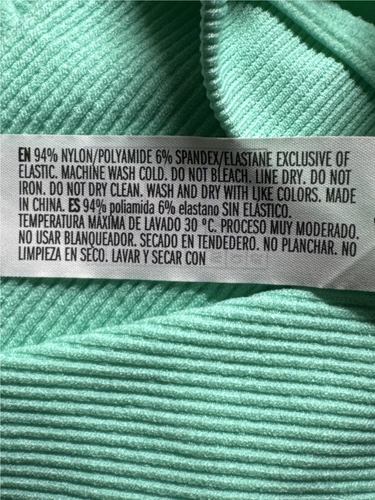 EN 94% NYLON/POLYAMIDE 6% SPANDEX/ELASTANE EXCLUSIVE OF
ELASTIC. MACHINE WASH COLD. DO NOT BLEACH. LINE DRY. DO NOT
IRON. DO NOT DRY CLEAN. WASH AND DRY WITH LIKE COLORS. MADE
IN CHINA. ES 94% poliamida 6% elastano SIN ELÁSTICO.
TEMPERATURA MÁXIMA DE LAVADO 30 °C. PROCESO MUY MODERADO.
NO USAR BLANQUEADOR. SECADO EN TENDEDERO. NO PLANCHAR. NO
LIMPIEZA EN SECO. LAVAR Y SECAR CON